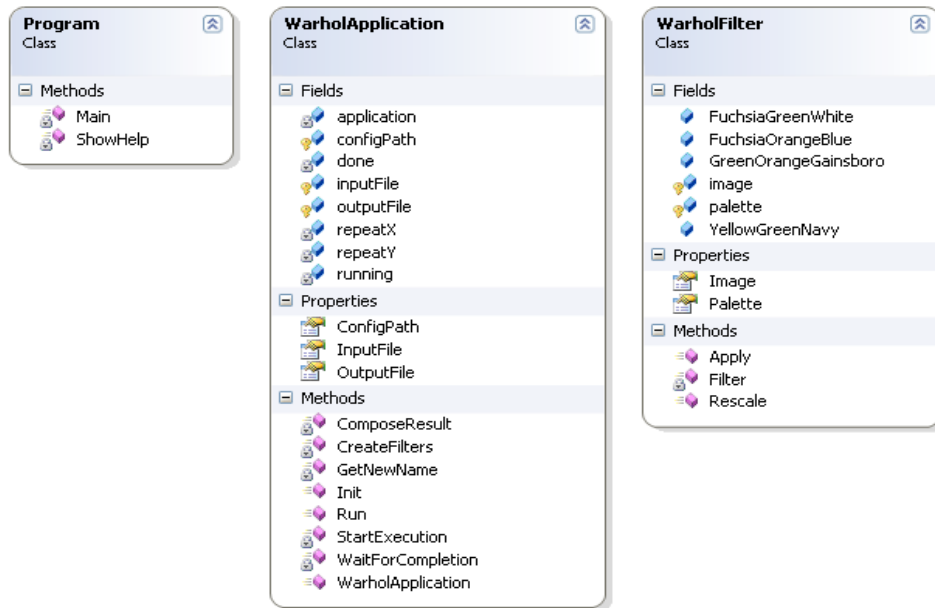 Program
Class
Methods
Main
ShowHelp
WarholApplication
Class
Fields
application
configPath
done
inputFile
outputFile
repeatX
repeatY
running
Properties
ConfigPath
InputFile
OutputFile
Methods
ComposeResult
CreateFilters
GetNewName
Init
Run
StartExecution
WaitForCompletion
WarholApplication
WarholFilter
Class
Fields
FuchsiaGreenWhite
FuchsiaOrangeBlue
GreenOrangeGainsboro
image
palette
YellowGreenNavy
Properties
Image
Palette
Methods
Apply
Filter
Rescale